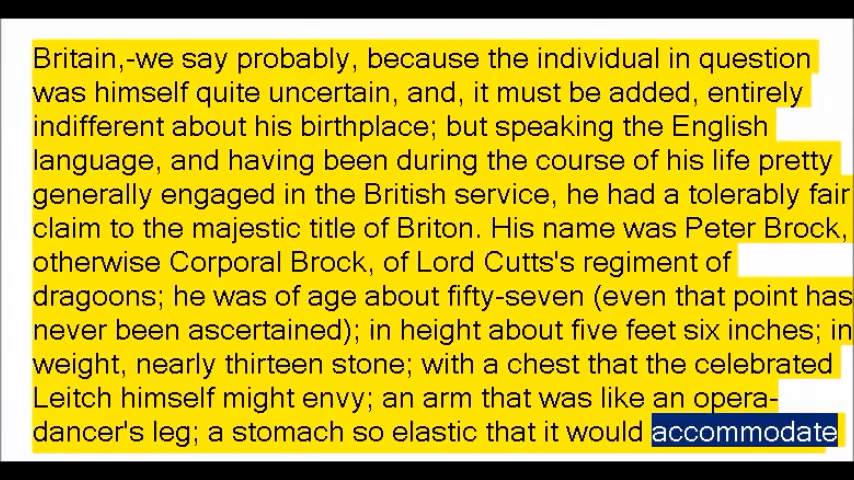 Britain,-we say probably, because the individual in question
was himself quite uncertain, and, it must be added, entirely
indifferent about his birthplace; but speaking the English
language, and having been during the course of his life pretty
generally engaged in the British service, he had a tolerably fair
claim to the majestic title of Briton. His name was Peter Brock,
otherwise Corporal Brock, of Lord Cutts's regiment of
dragoons; he was of age about fifty-seven (even that point has
never been ascertained); in height about five feet six inches; in
weight, nearly thirteen stone; with a chest that the celebrated
Leitch himself might envy; an arm that was like an opera-
dancer's leg; a stomach so elastic that it would accommodate